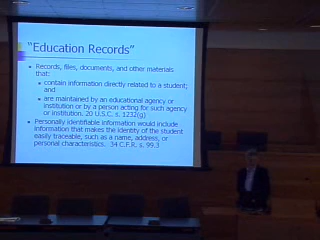 "Education Records"
Records, files, documents, and other materials
that:
contain information directly related to a student;
and
are maintained by an educational agency or
institution or by a person acting for such agency
or institution. 20 U.S.C. s. 1232(g)
Personally identifiable information would include
information that makes the identity of the student
easily traceable, such as a name, address, or
personal characteristics. 34 C.F.R. s. 99.3